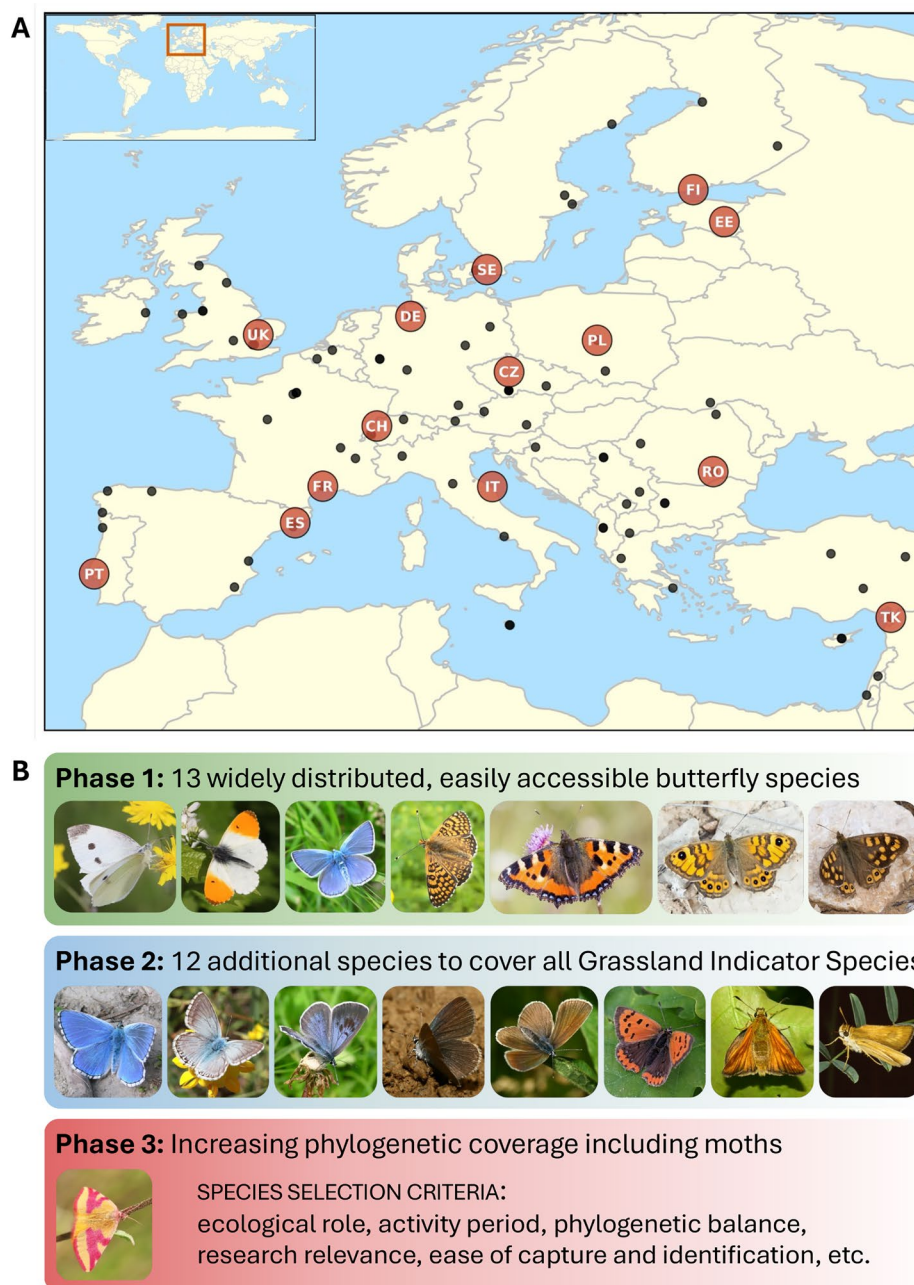 A
FI
EE
SE
DE
UK
PL
CZ
CH
RO
FR
IT
ES
PT
TK
B
Phase 1: 13 widely distributed, easily accessible butterfly species
Phase 2: 12 additional species to cover all Grassland Indicator Species
Phase 3: Increasing phylogenetic coverage including moths
SPECIES SELECTION CRITERIA:
ecological role, activity period, phylogenetic balance,
research relevance, ease of capture and identification, etc.